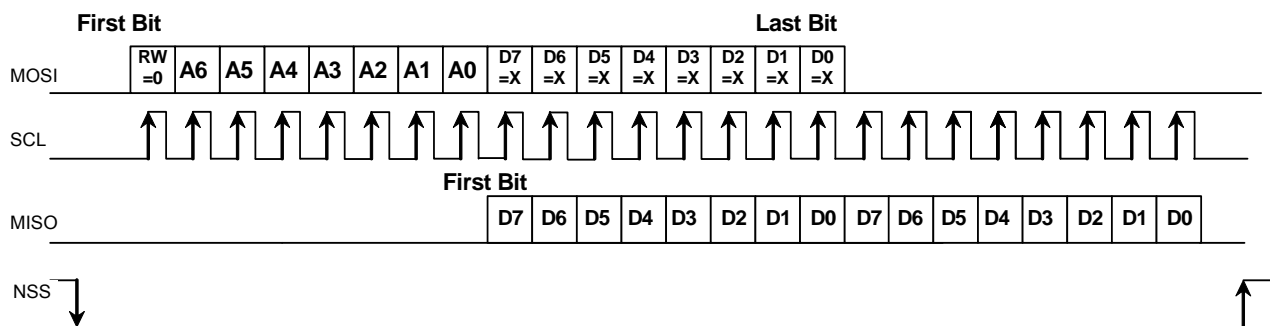 First Bit Last Bit
MOSI RW =0 A6 A5 A4 A3 A2 A1 A0 D7 =X D6 =X D5 =X D4 =X D3 =X D2 =X D1 =X D0 =X
SCL
First Bit
MISO D7 D6 D5 D4 D3 D2 D1 D0 D7 D6 D5 D4 D3 D2 D1 D0
NSS